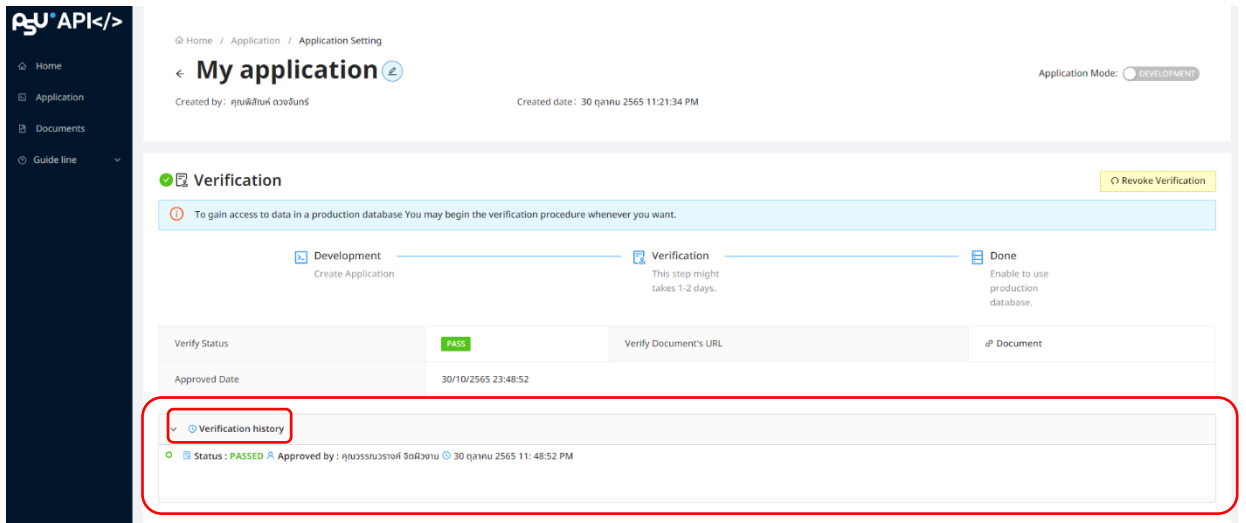 PSU API</>
Home
Application
Documents
Guide line
Home / Application / Application Setting
My application
Application Mode: DEVELOPMENT
Created by: คุณพิสัณห์ ดวงจันทร์
Created date: 30 ตุลาคม 2565 11:21:34 PM
Verification
Revoke Verification
To gain access to data in a production database You may begin the verification procedure whenever you want.
Development
Create Application
Verification
This step might
takes 1-2 days.
Done
Enable to use
production
database.
Verify Status PASS Verify Document's URL Document
Approved Date 30/10/2565 23:48:52
Verification history
Status : PASSED Approved by : คุณวรรณวรางค์ จิตผิวงาม 30 ตุลาคม 2565 11: 48:52 PM